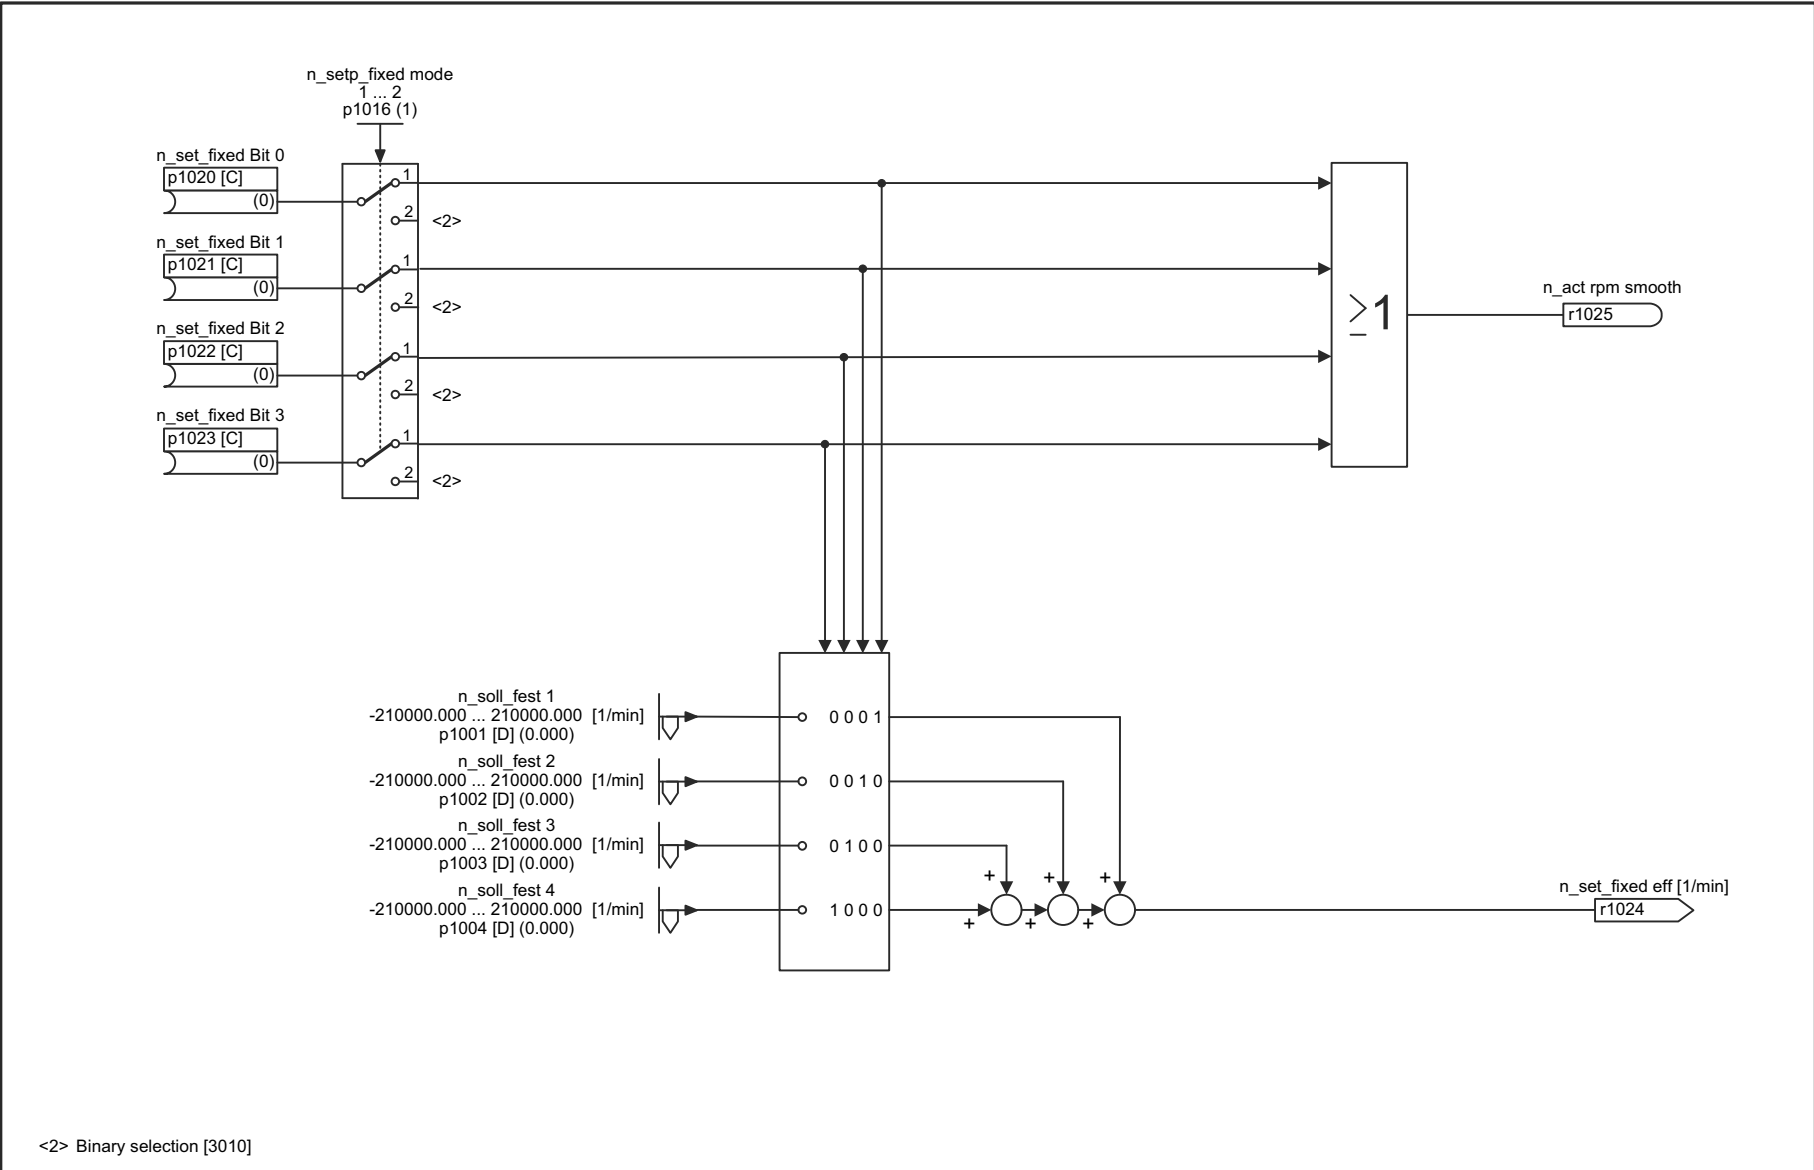 n_setp_fixed mode
1 ... 2
p1016 (1)
n_set_fixed Bit 0
p1020 [C]
(0)
1
2
<2>
n_set_fixed Bit 1
p1021 [C]
(0)
1
2
<2>
n_set_fixed Bit 2
p1022 [C]
(0)
1
2
<2>
n_set_fixed Bit 3
p1023 [C]
(0)
1
2
<2>
≥1
n_act rpm smooth
r1025
n_soll_fest 1
-210000.000 ... 210000.000 [1/min]
p1001 [D] (0.000)
0 0 0 1
n_soll_fest 2
-210000.000 ... 210000.000 [1/min]
p1002 [D] (0.000)
0 0 1 0
n_soll_fest 3
-210000.000 ... 210000.000 [1/min]
p1003 [D] (0.000)
0 1 0 0
n_soll_fest 4
-210000.000 ... 210000.000 [1/min]
p1004 [D] (0.000)
1 0 0 0
+ + +
+ + +
n_set_fixed eff [1/min]
r1024
<2> Binary selection [3010]